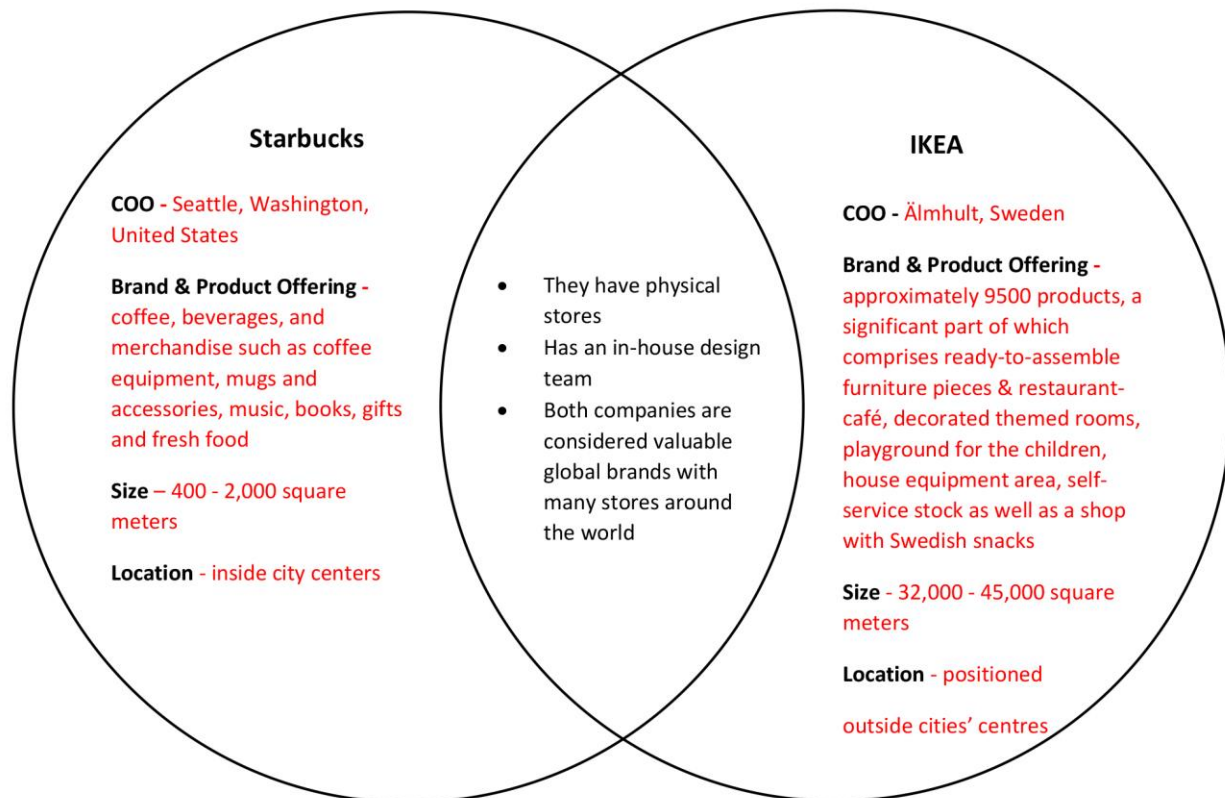 Starbucks
COO - Seattle, Washington,
United States
Brand & Product Offering -
coffee, beverages, and
merchandise such as coffee
equipment, mugs and
accessories, music, books, gifts
and fresh food
Size – 400 - 2,000 square
meters
Location - inside city centers
• They have physical
stores
• Has an in-house design
team
• Both companies are
considered valuable
global brands with
many stores around
the world
IKEA
COO - Älmhult, Sweden
Brand & Product Offering -
approximately 9500 products, a
significant part of which
comprises ready-to-assemble
furniture pieces & restaurant-
café, decorated themed rooms,
playground for the children,
house equipment area, self-
service stock as well as a shop
with Swedish snacks
Size - 32,000 - 45,000 square
meters
Location - positioned
outside cities’ centres